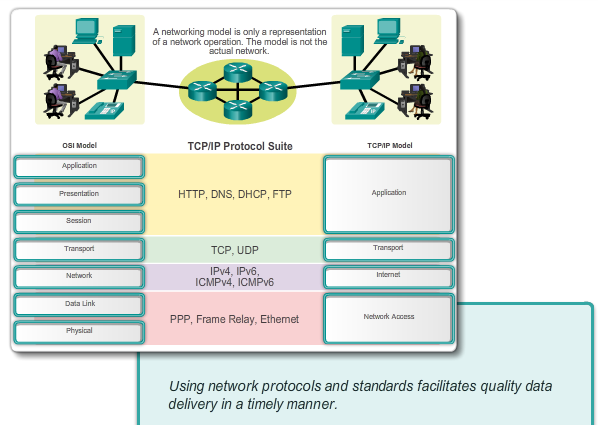 A networking model is only a representation
of a network operation. The model is not the
actual network.
OSI Model
TCP/IP Protocol Suite
TCP/IP Model
Application
Presentation
Session
HTTP, DNS, DHCP, FTP
Application
Transport
TCP, UDP
Transport
Network
IPv4, IPv6,
ICMPv4, ICMPv6
Internet
Data Link
Physical
PPP, Frame Relay, Ethernet
Network Access
Using network protocols and standards facilitates quality data
delivery in a timely manner.